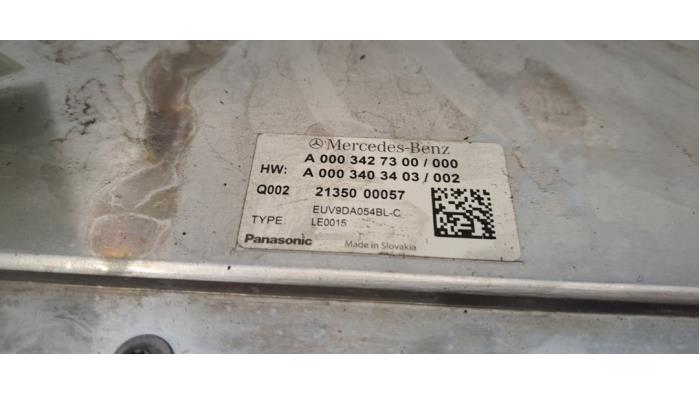 Mercedes-Benz
A 000 342 73 00 / 000
HW: A 000 340 34 03 / 002
Q002 21350 00057
EUV9DA054BL-C
TYPE: LE0015
Panasonic Made in Slovakia